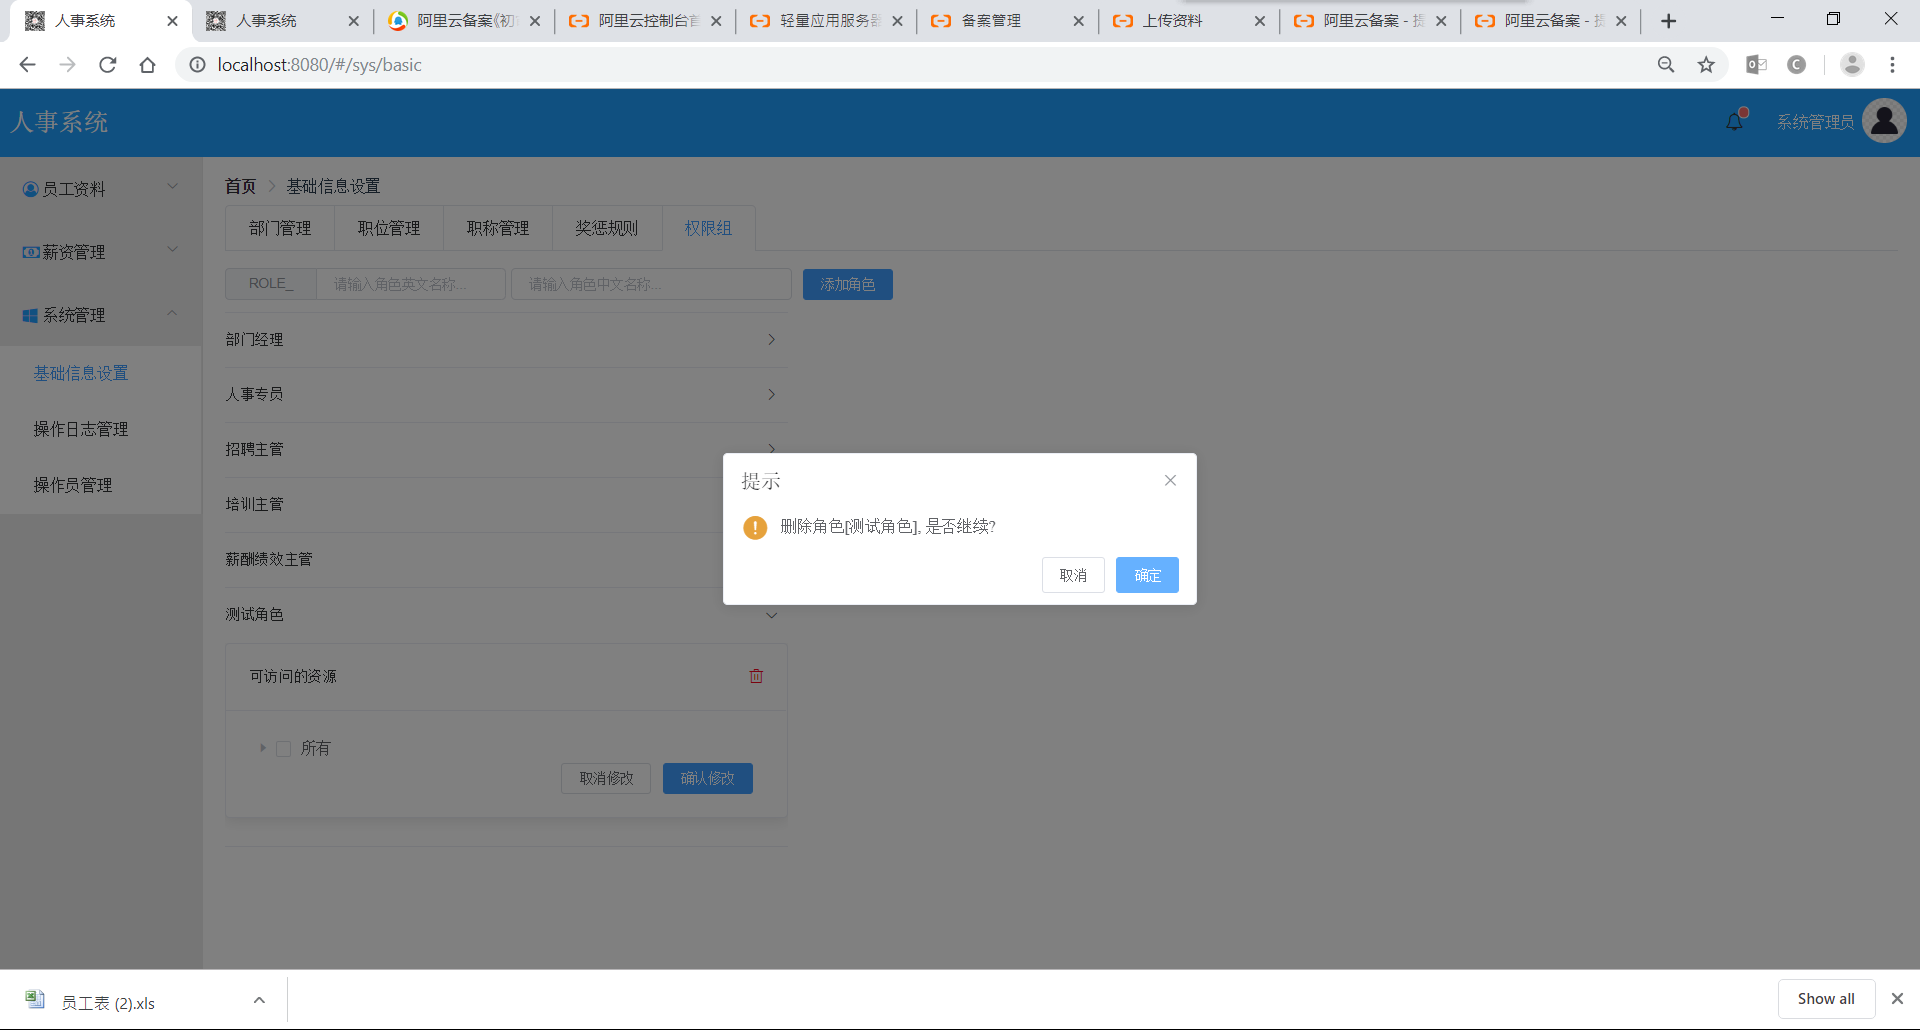 人事系统
人事系统
阿里云备案《初
阿里云控制台首
轻量应用服务器
备案管理
上传资料
阿里云备案 - 提
阿里云备案 - 提
localhost:8080/#/sys/basic
人事系统
系统管理员
员工资料
薪资管理
系统管理
基础信息设置
操作日志管理
操作员管理
首页 > 基础信息设置
部门管理
职位管理
职称管理
奖惩规则
权限组
ROLE_
请输入角色英文名称...
请输入角色中文名称...
添加角色
部门经理
人事专员
招聘主管
培训主管
薪酬绩效主管
测试角色
可访问的资源
所有
取消修改
确认修改
提示
删除角色[测试角色], 是否继续?
取消
确定
员工表 (2).xls
Show all